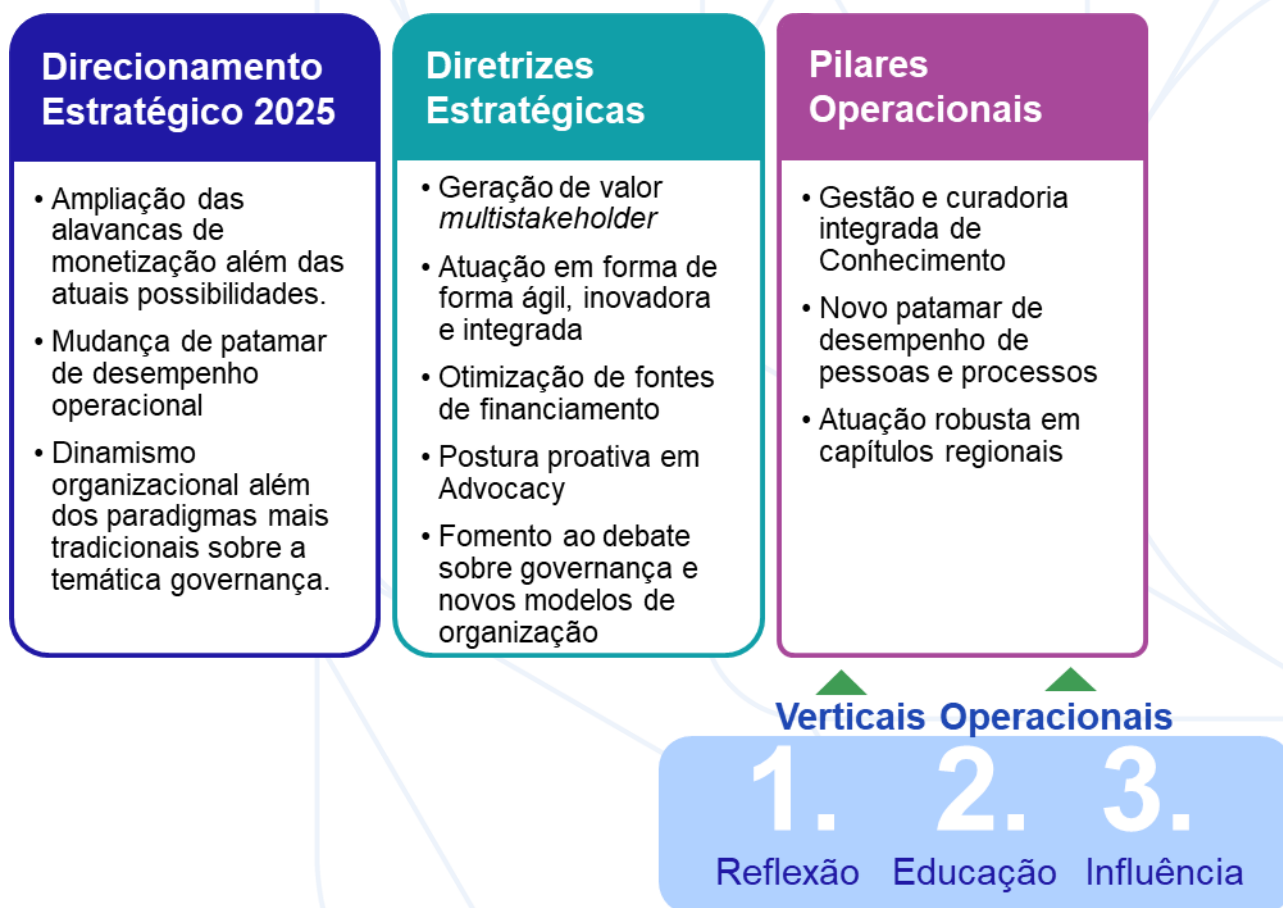 Direcionamento
Estratégico 2025
• Ampliação das
alavancas de
monetização além das
atuais possibilidades.
• Mudança de patamar
de desempenho
operacional
• Dinamismo
organizacional além
dos paradigmas mais
tradicionais sobre a
temática governança.
Diretrizes
Estratégicas
• Geração de valor
multistakeholder
• Atuação em forma de
forma ágil, inovadora
e integrada
• Otimização de fontes
de financiamento
• Postura proativa em
Advocacy
• Fomento ao debate
sobre governança e
novos modelos de
organização
Pilares
Operacionais
• Gestão e curadoria
integrada de
Conhecimento
• Novo patamar de
desempenho de
pessoas e processos
• Atuação robusta em
capítulos regionais
Verticais Operacionais
1. 2. 3.
Reflexão Educação Influência